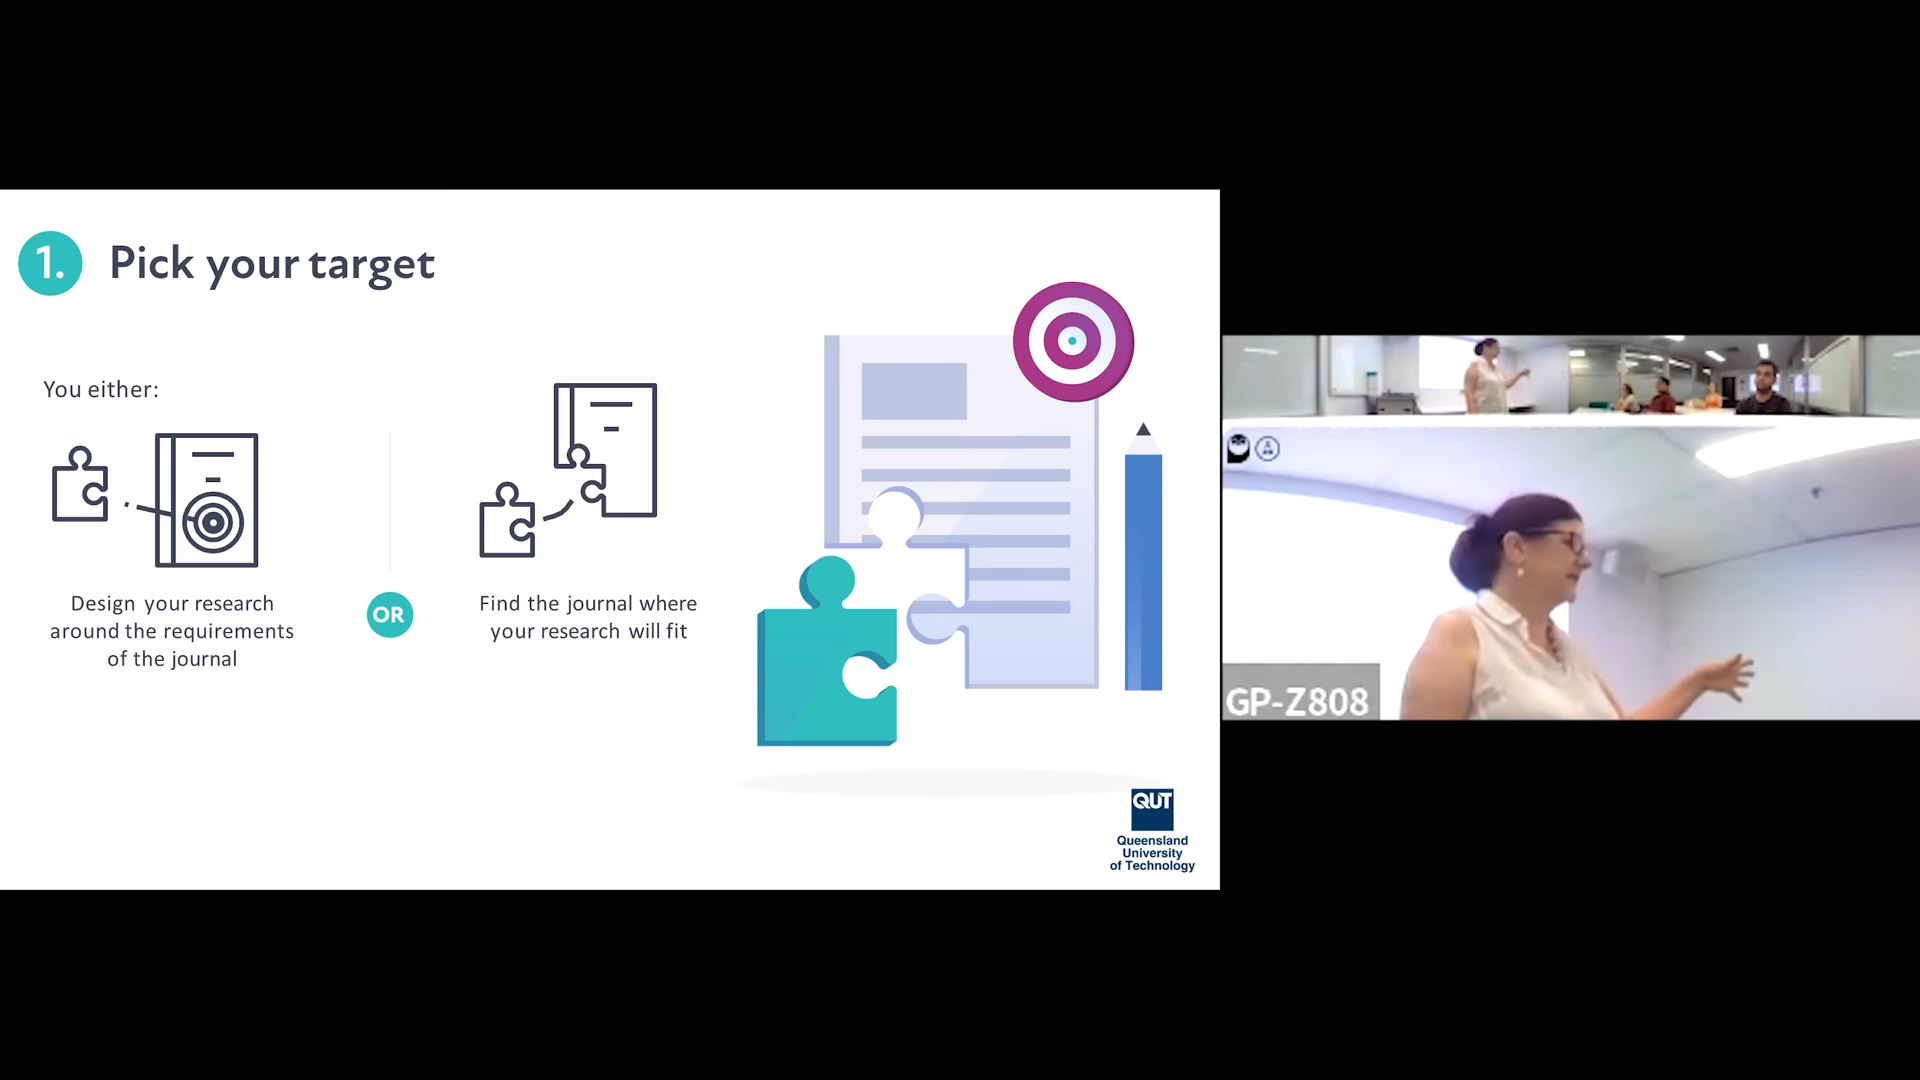 1. Pick your target
You either:
Design your research
around the requirements
of the journal
OR
Find the journal where
your research will fit
QUT
Queensland
University
of Technology
GP-Z808